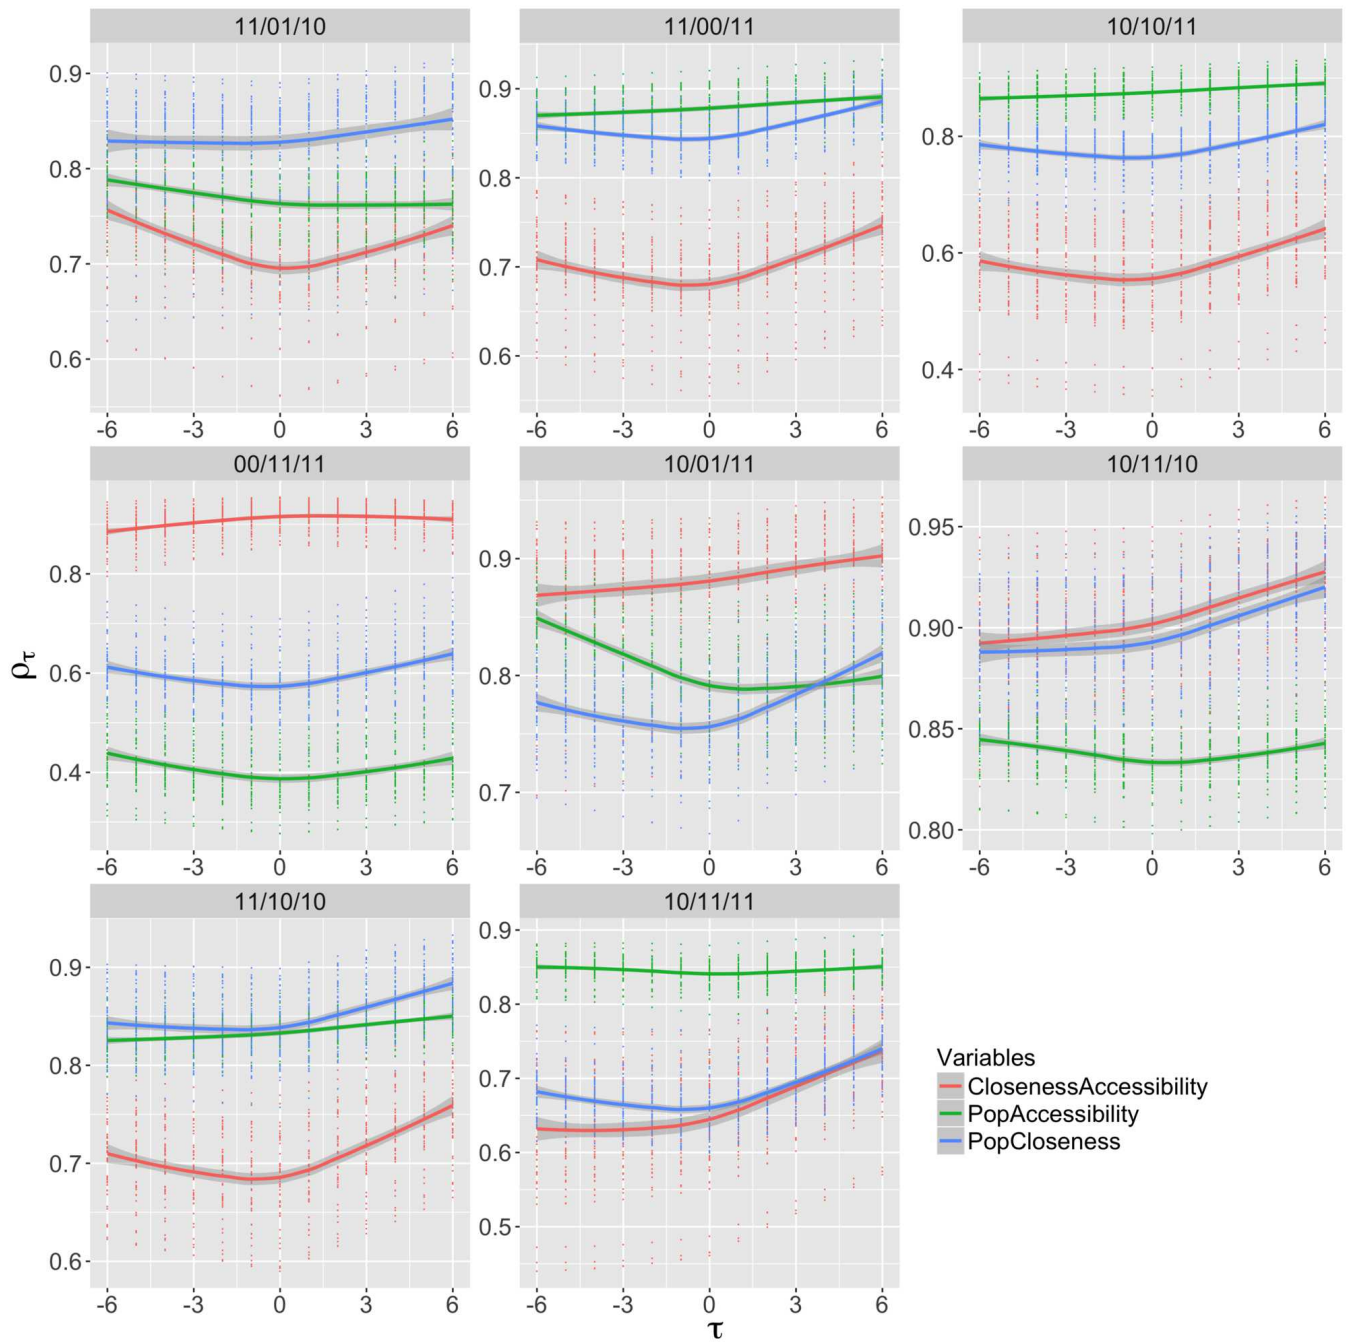 11/01/10 11/00/11 10/10/11
0.9
0.8
0.7
0.6
0.9
0.8
0.7
0.6
0.8
0.6
0.4
-6 -3 0 3 6 -6 -3 0 3 6 -6 -3 0 3 6
00/11/11 10/01/11 10/11/10
ρτ
0.8
0.6
0.4
0.9
0.8
0.7
0.95
0.90
0.85
0.80
-6 -3 0 3 6 -6 -3 0 3 6 -6 -3 0 3 6
11/10/10 10/11/11
0.9
0.8
0.7
0.6
0.9
0.8
0.7
0.6
0.5
-6 -3 0 3 6 -6 -3 0 3 6
τ
Variables
ClosenessAccessibility
PopAccessibility
PopCloseness